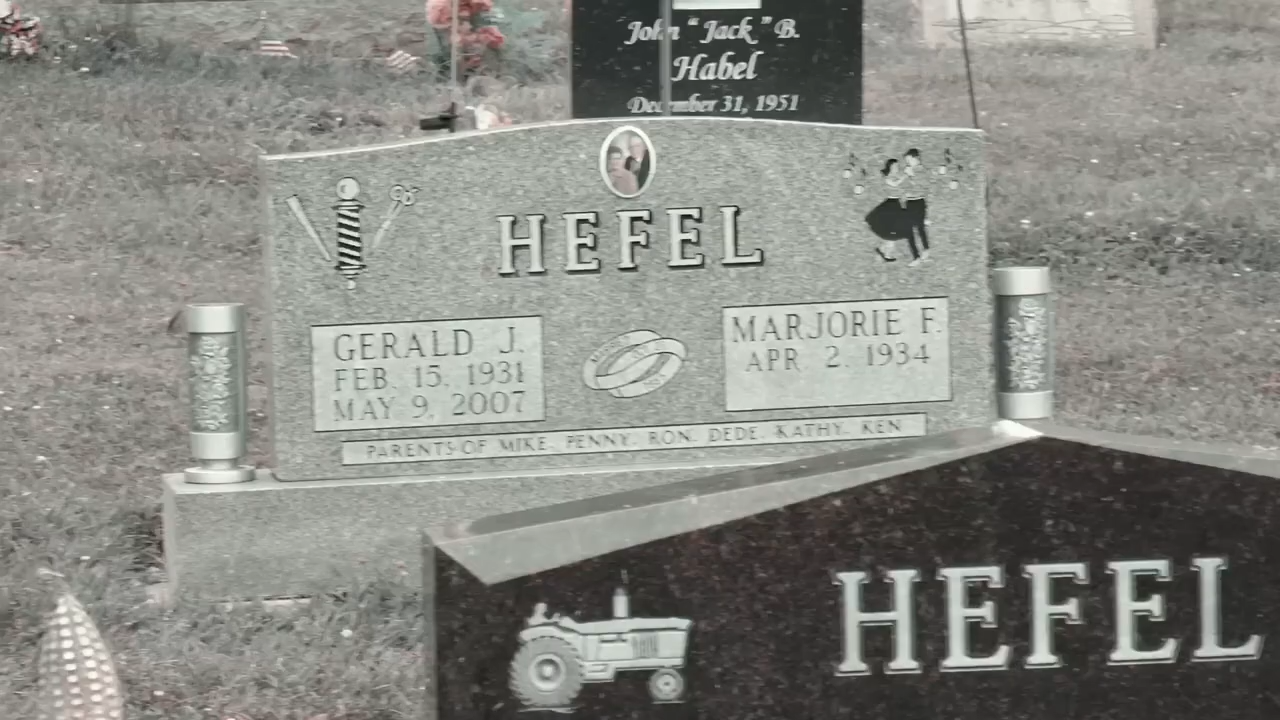 John "Jack" B.
Habel
December 31, 1951
HEFEL
GERALD J.
FEB. 15, 1931
MAY 9, 2007
MARJORIE F.
APR 2, 1934
PARENTS OF MIKE, PENNY, RON, DEDE, KATHY, KEN
HEFEL